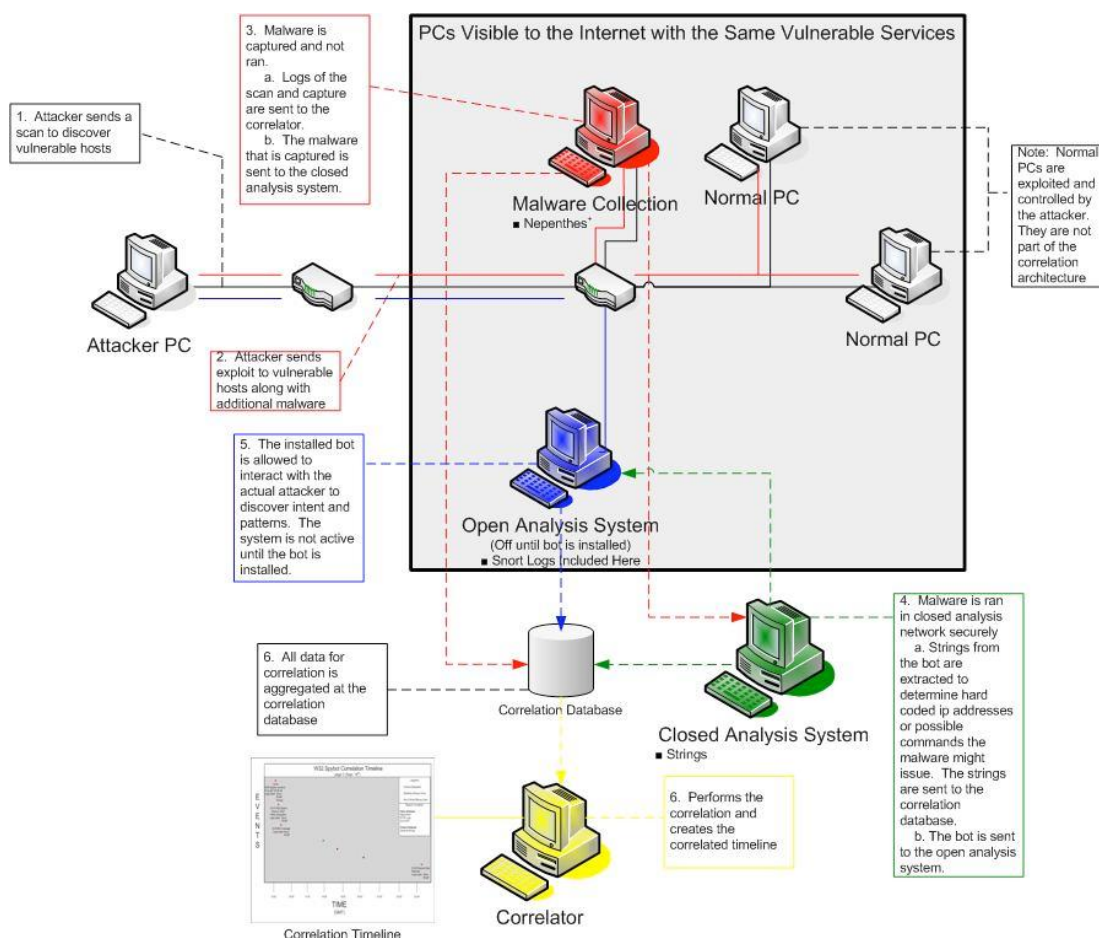 PCs Visible to the Internet with the Same Vulnerable Services
3. Malware is
captured and not
ran.
a. Logs of the
scan and capture
are sent to the
correlator.
b. The malware
that is captured is
sent to the closed
analysis system.
1. Attacker sends a
scan to discover
vulnerable hosts
Malware Collection
■ Nepenthes*
Normal PC
Note: Normal
PCs are
exploited and
controlled by
the attacker.
They are not
part of the
correlation
architecture
Attacker PC
Normal PC
2. Attacker sends
exploit to vulnerable
hosts along with
additional malware
5. The installed bot
is allowed to
interact with the
actual attacker to
discover intent and
patterns. The
system is not active
until the bot is
installed.
Open Analysis System
(Off until bot is installed)
■ Snort Logs Included Here
4. Malware is ran
in closed analysis
network securely
a. Strings from
the bot are
extracted to
determine hard
coded ip addresses
or possible
commands the
malware might
issue. The strings
are sent to the
correlation
database.
b. The bot is sent
to the open analysis
system.
6. All data for
correlation is
aggregated at the
correlation
database
Correlation Database
Closed Analysis System
■ Strings
Correlation Timeline
EVENTS
TIME
6. Performs the
correlation and
creates the
correlated timeline
Correlator
Correlation Timeline